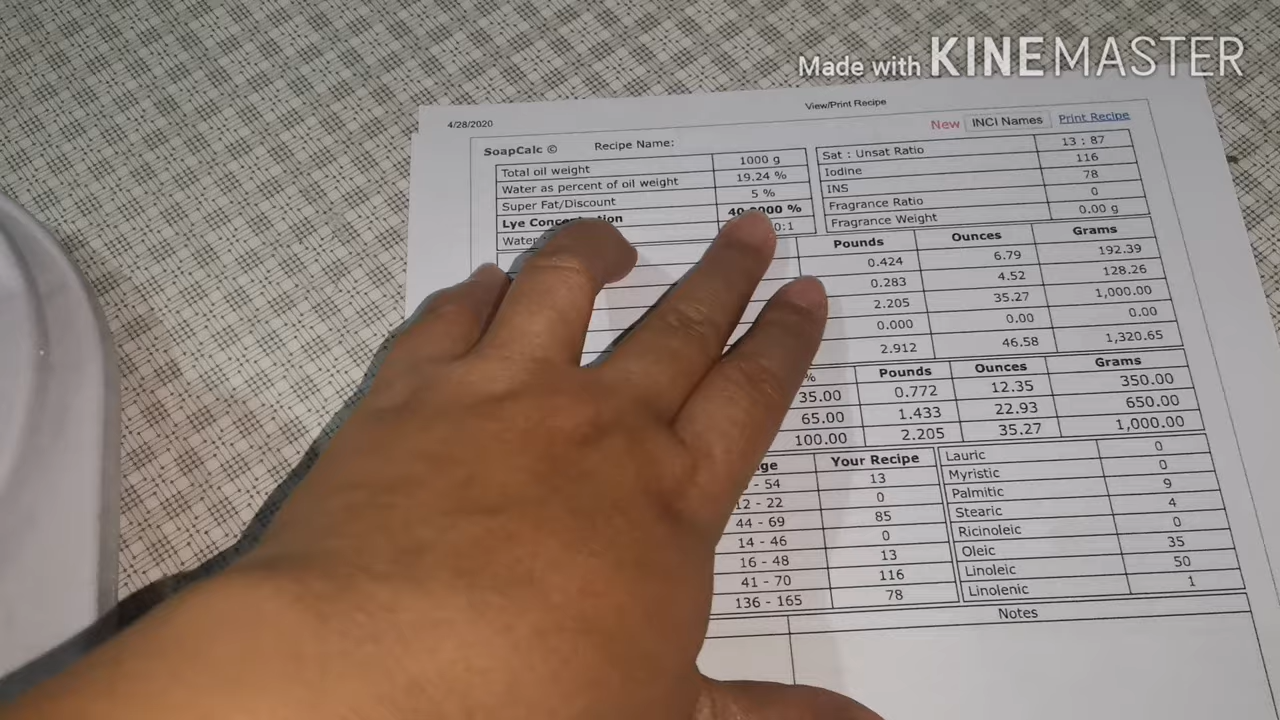 Made with KINEMASTER
View/Print Recipe
4/28/2020
New INCI Names Print Recipe
SoapCalc © Recipe Name:
Total oil weight 1000 g
Water as percent of oil weight 19.24 %
Super Fat/Discount 5 %
Lye %
Sat : Unsat Ratio 13 : 87
Iodine 116
INS 78
Fragrance Ratio 0
Fragrance Weight 0.00 g
Pounds Ounces Grams
0.424 6.79 192.39
0.283 4.52 128.26
2.205 35.27 1,000.00
0.000 0.00 0.00
2.912 46.58 1,320.65
% Pounds Ounces Grams
35.00 0.772 12.35 350.00
65.00 1.433 22.93 650.00
100.00 2.205 35.27 1,000.00
Your Recipe
- 54 13
12 - 22 0
44 - 69 85
14 - 46 0
16 - 48 13
41 - 70 116
136 - 165 78
Lauric 0
Myristic 0
Palmitic 9
Stearic 4
Ricinoleic 0
Oleic 35
Linoleic 50
Linolenic 1
Notes